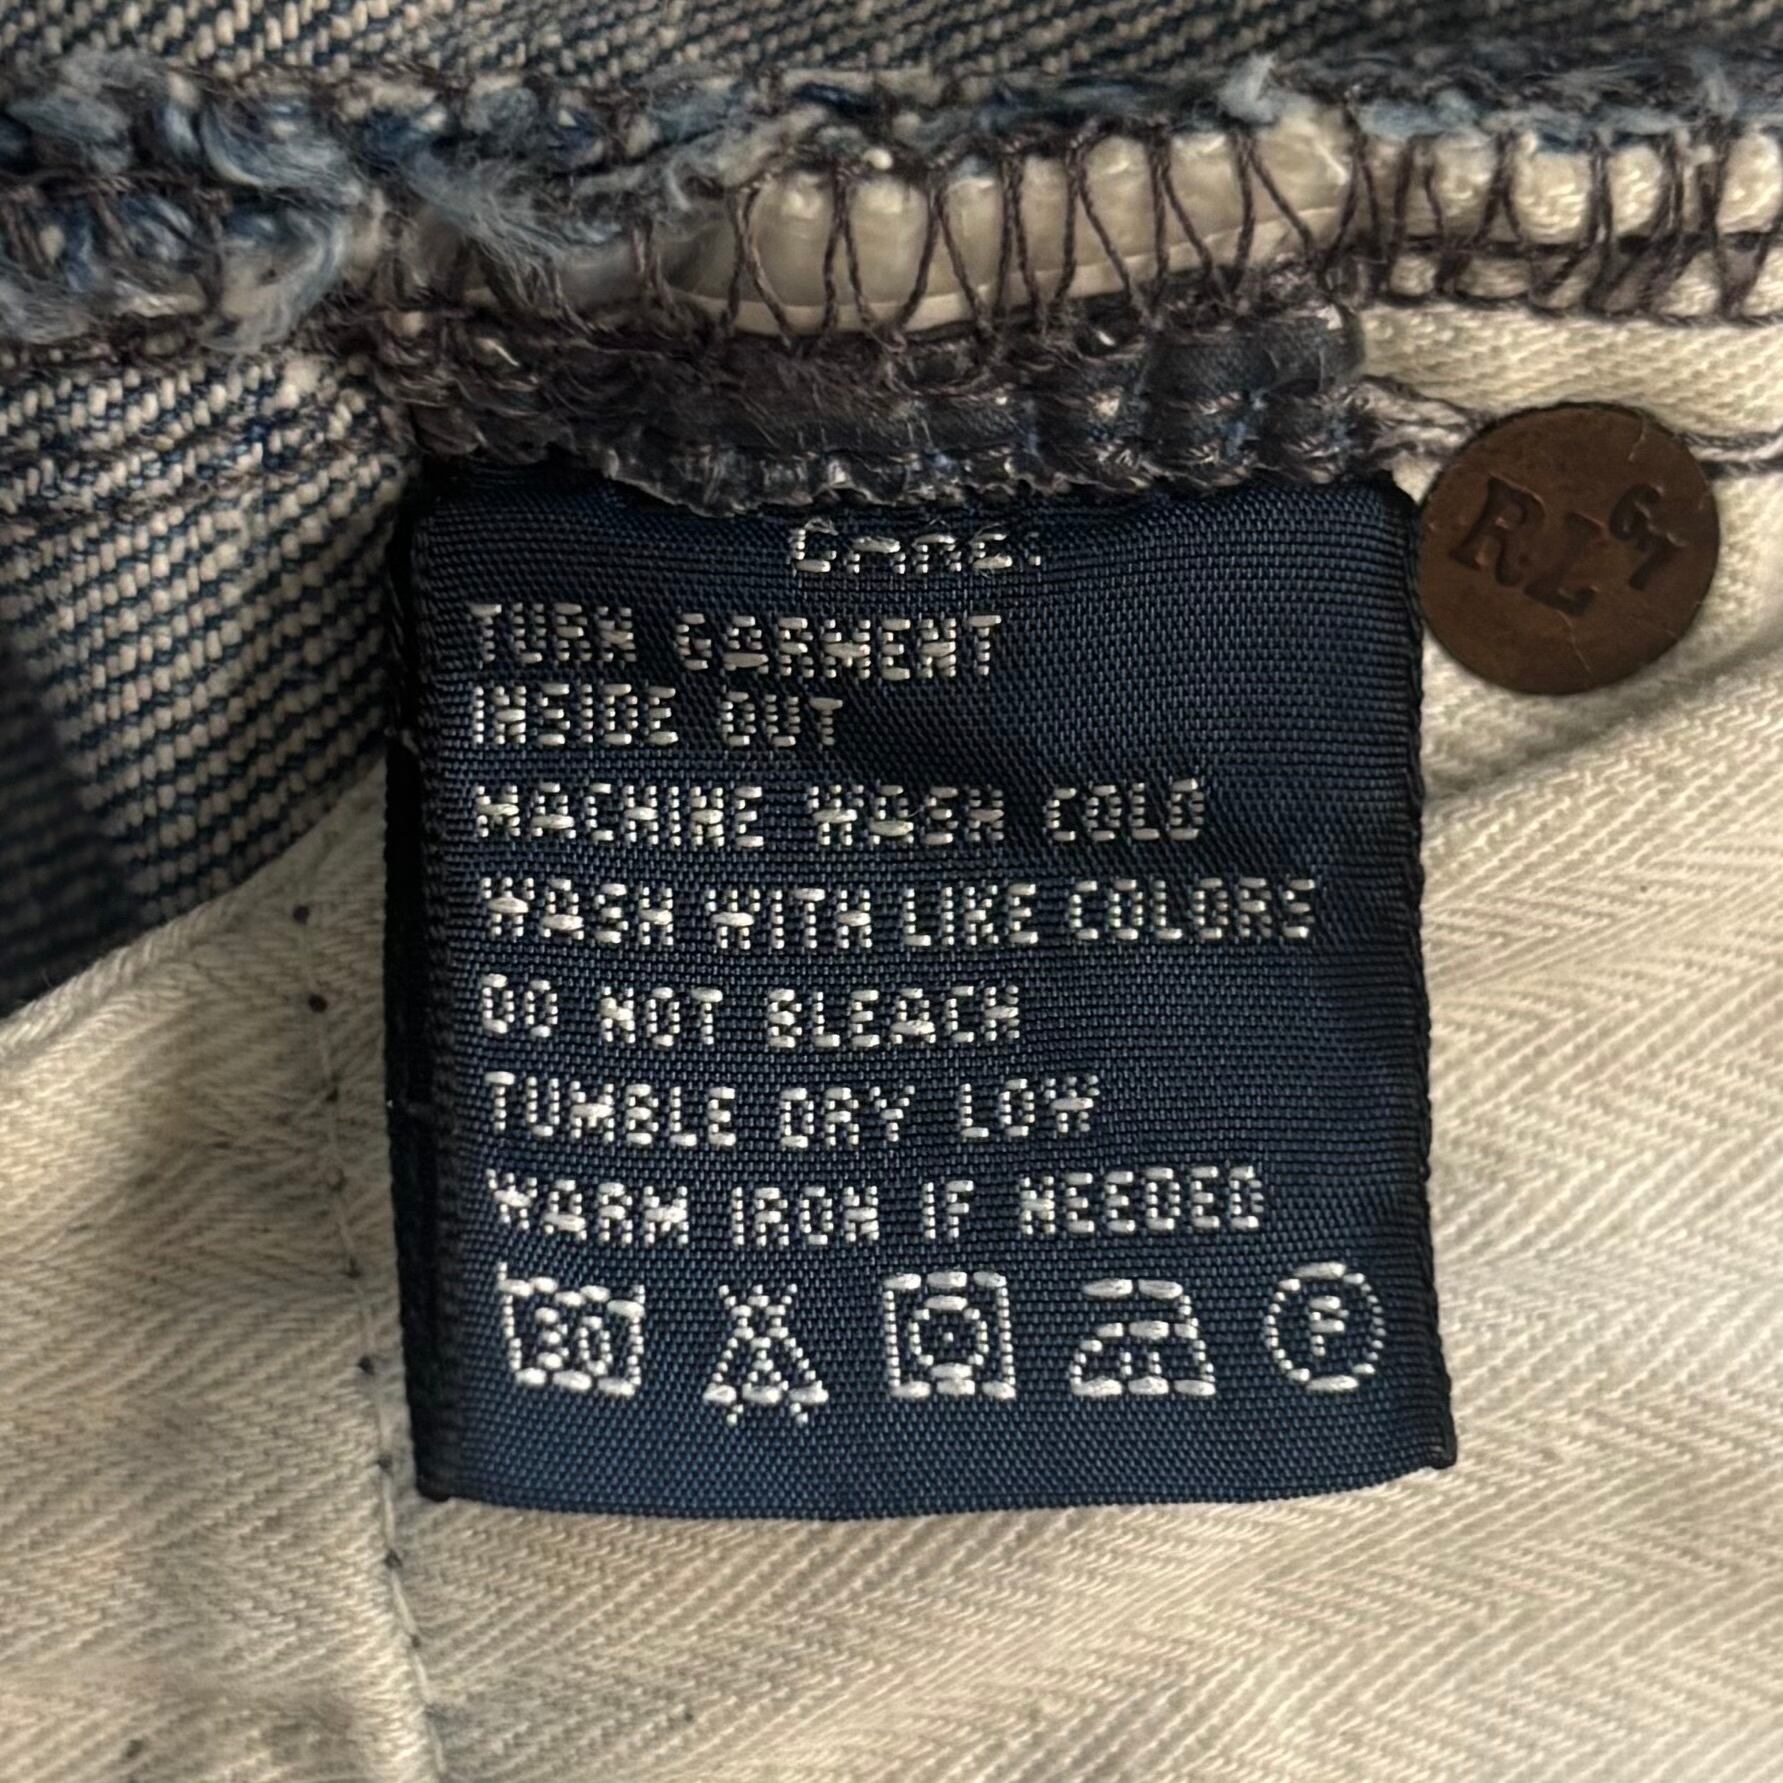 Care:
RL 67
TURN GARMENT
INSIDE OUT
MACHINE WASH COLD
WASH WITH LIKE COLORS
DO NOT BLEACH
TUMBLE DRY LOW
WARM IRON IF NEEDED
30
P